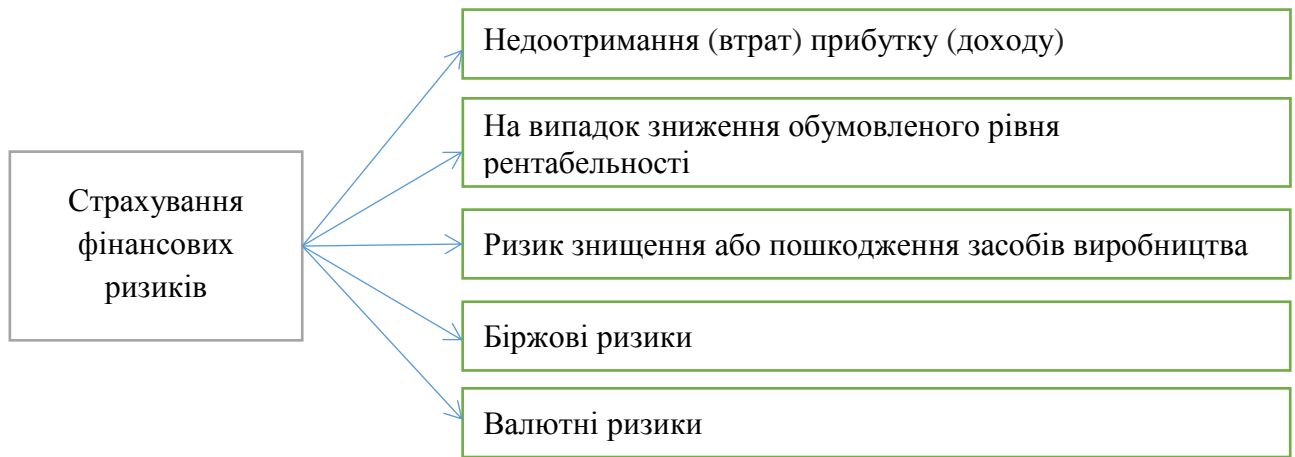 Страхування
фінансових
ризиків
Недоотримання (втрат) прибутку (доходу)
На випадок зниження обумовленого рівня
рентабельності
Ризик знищення або пошкодження засобів виробництва
Біржові ризики
Валютні ризики